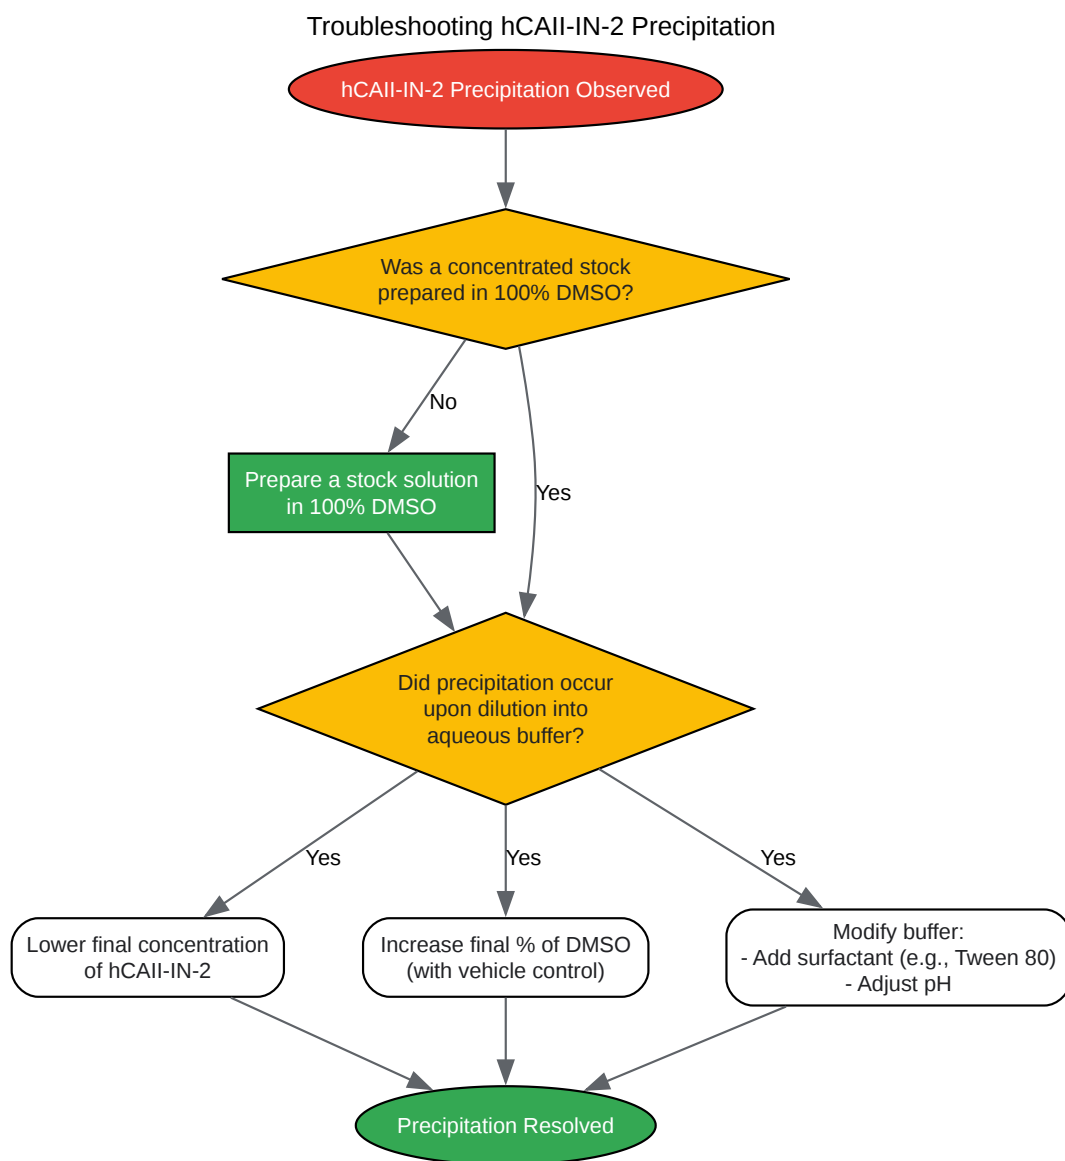 Troubleshooting hCAII-IN-2 Precipitation
hCAII-IN-2 Precipitation Observed
Was a concentrated stock
prepared in 100% DMSO?
No
Prepare a stock solution
in 100% DMSO
Yes
Did precipitation occur
upon dilution into
aqueous buffer?
Yes
Yes
Yes
Lower final concentration
of hCAII-IN-2
Increase final % of DMSO
(with vehicle control)
Modify buffer:
- Add surfactant (e.g., Tween 80)
- Adjust pH
Precipitation Resolved